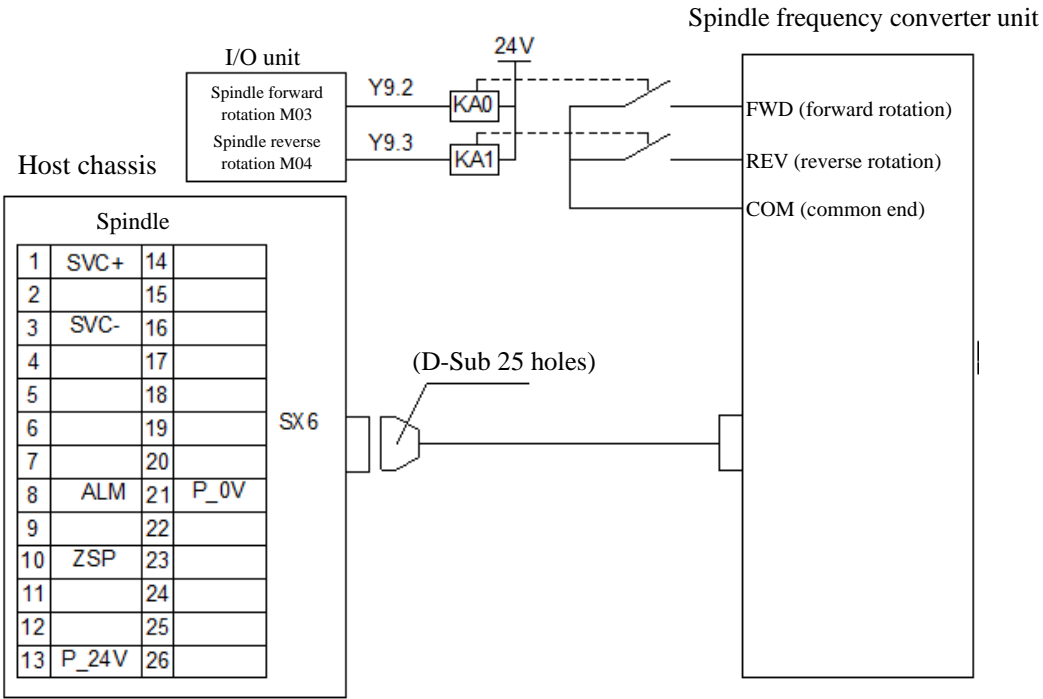 Spindle frequency converter unit
24V
I/O unit
Spindle forward
rotation M03
Spindle reverse
rotation M04
Y9.2
KA0
Y9.3
KA1
FWD (forward rotation)
REV (reverse rotation)
COM (common end)
Host chassis
Spindle
1 SVC+ 14
2 15
3 SVC- 16
4 17
5 18
6 19
7 20
8 ALM 21 P_0V
9 22
10 ZSP 23
11 24
12 25
13 P_24V 26
SX6
(D-Sub 25 holes)